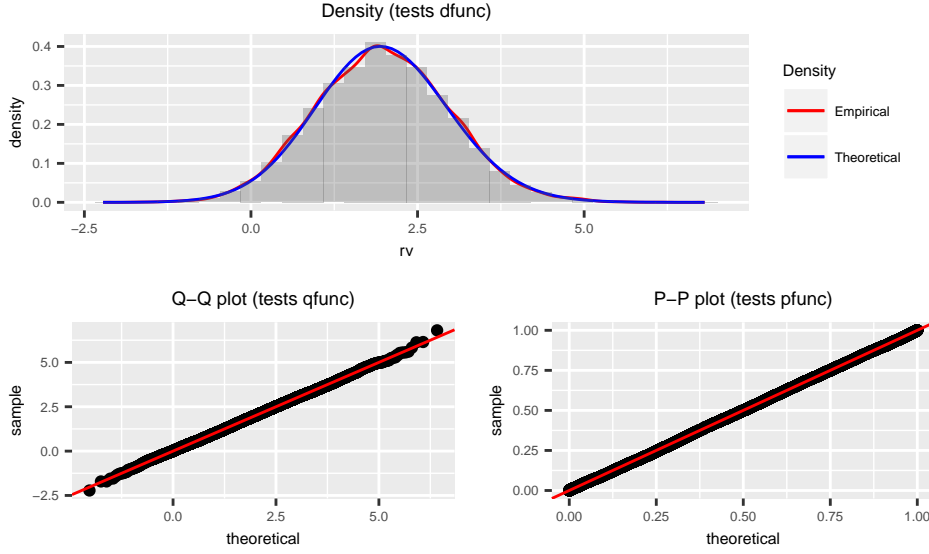 Density (tests dfunc)
0.4
0.3
0.2
0.1
0.0
density
−2.5
0.0
2.5
5.0
rv
Density
Empirical
Theoretical
Q−Q plot (tests qfunc)
5.0
2.5
0.0
−2.5
sample
0.0
2.5
5.0
theoretical
P−P plot (tests pfunc)
1.00
0.75
0.50
0.25
0.00
sample
0.00
0.25
0.50
0.75
1.00
theoretical